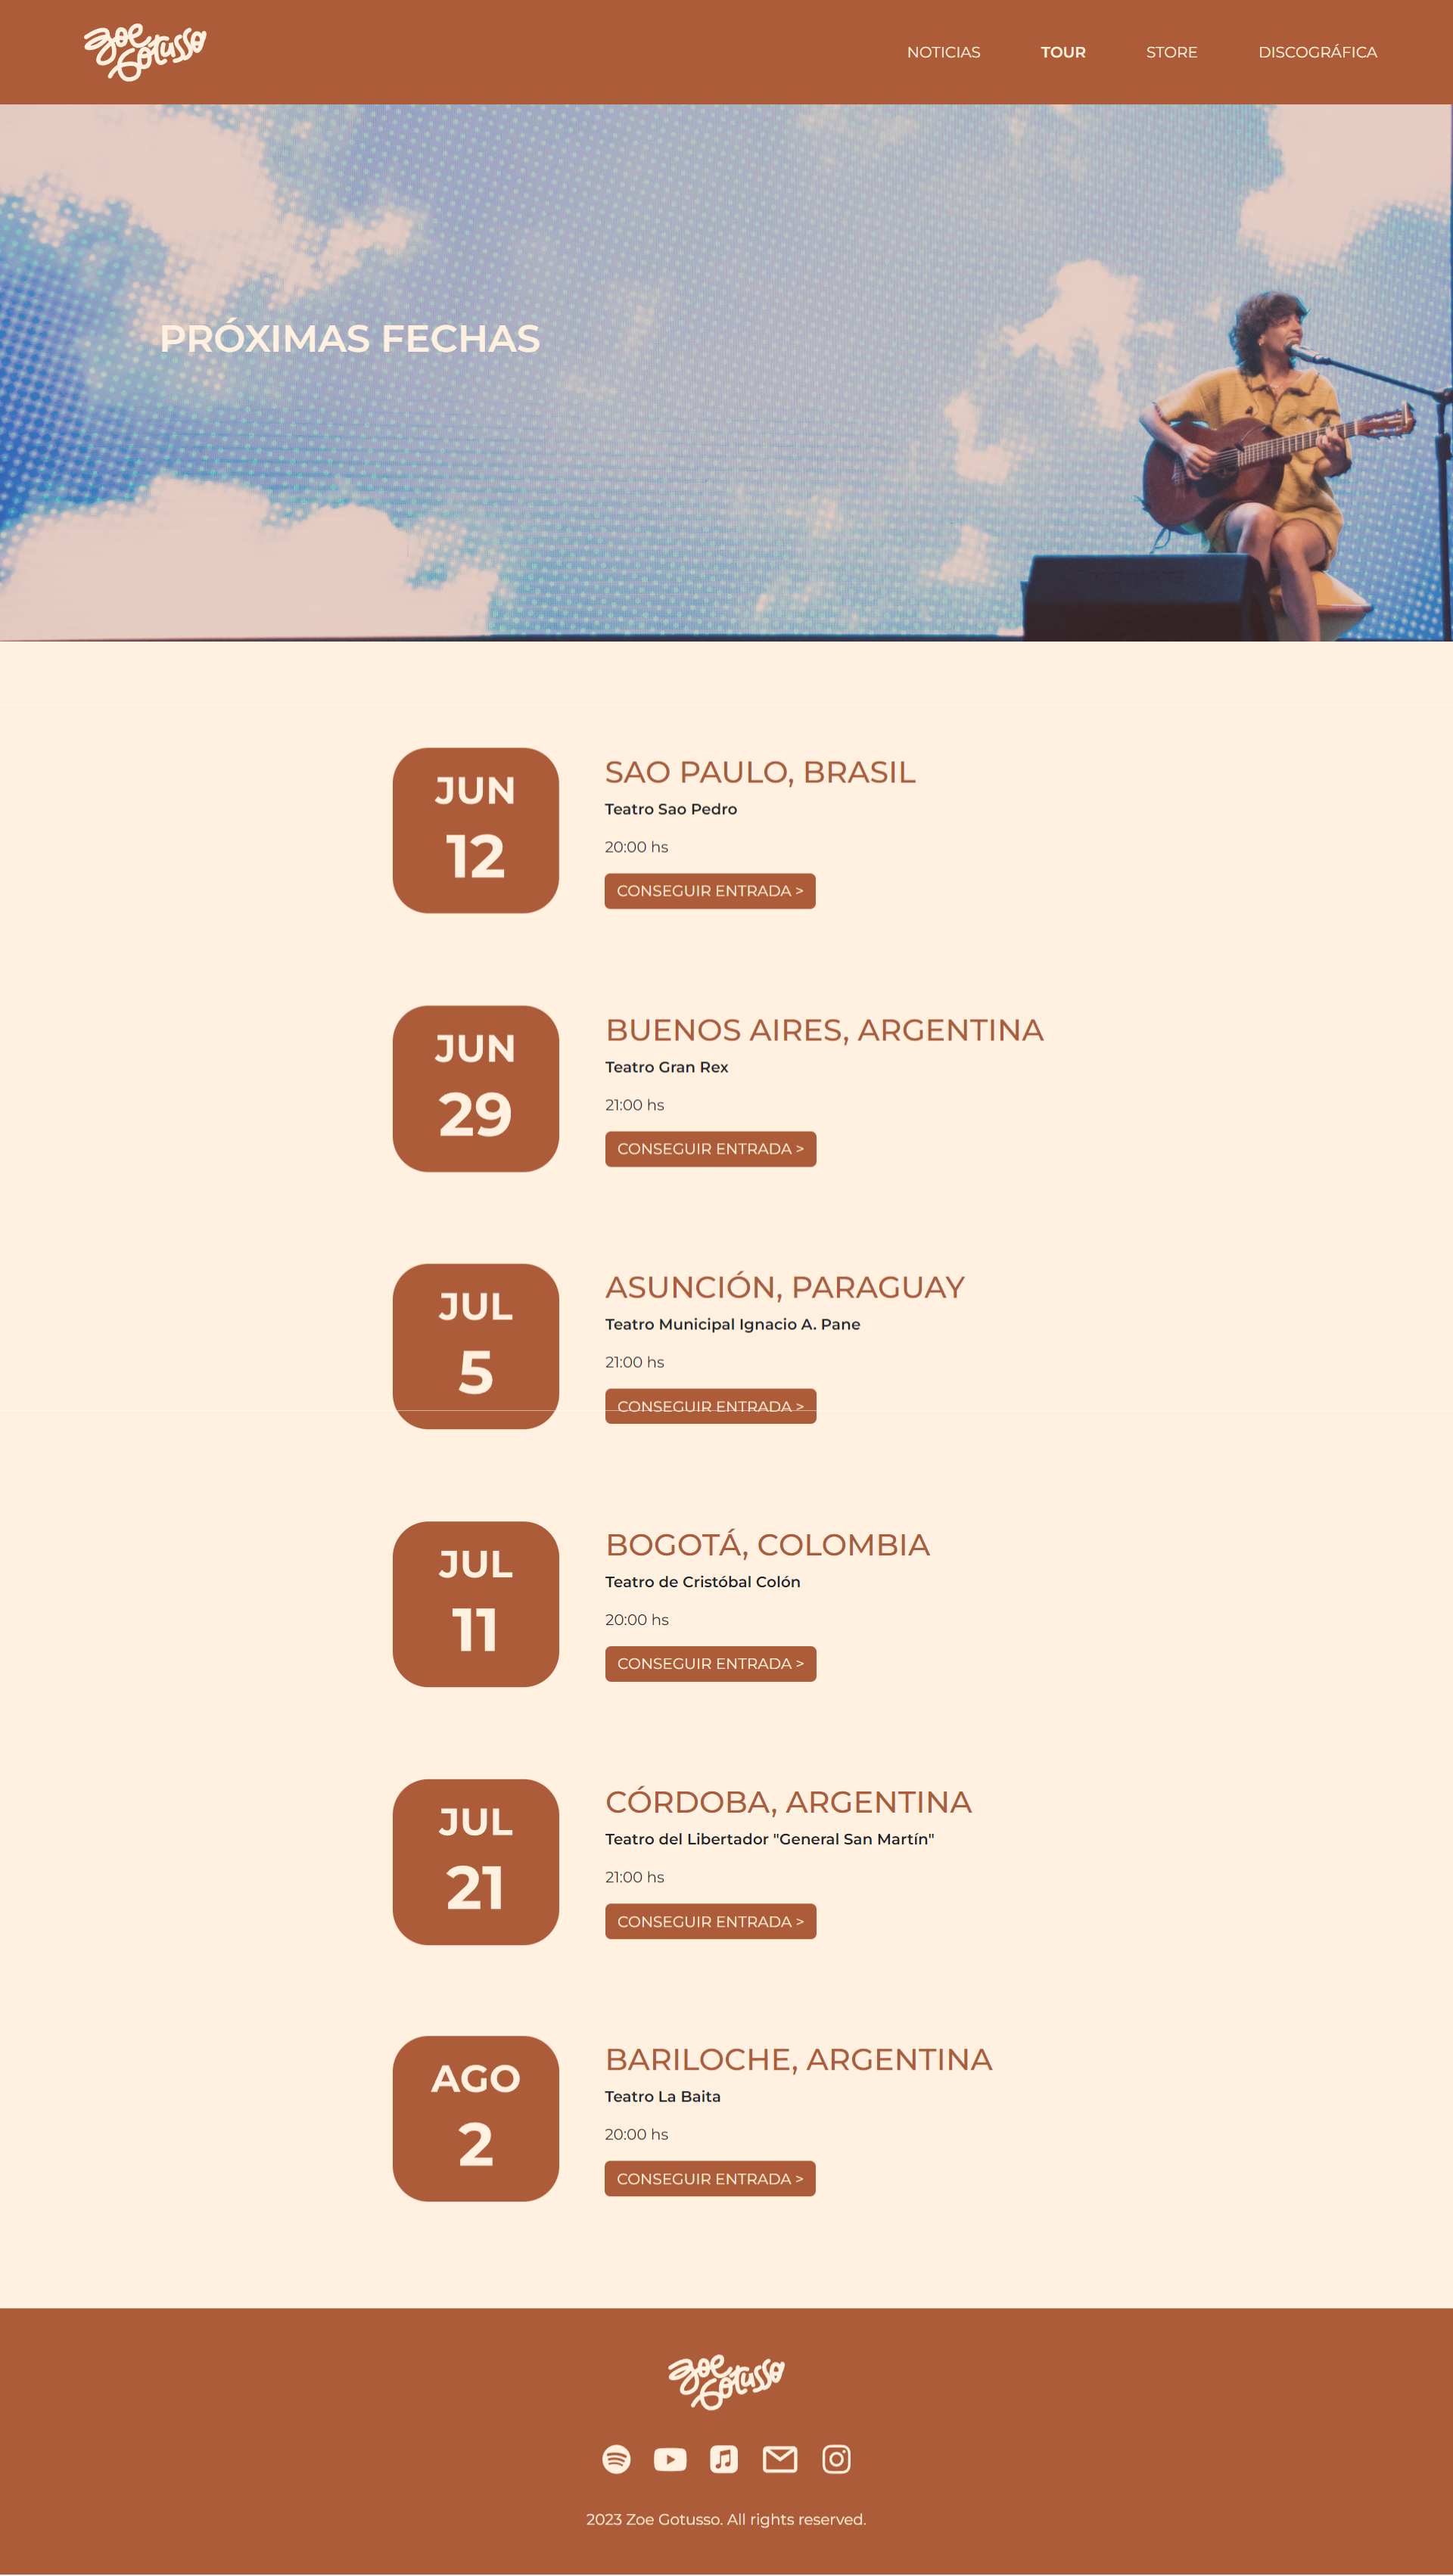 Zoe
Gotusso
NOTICIAS TOUR STORE DISCOGRÁFICA
PRÓXIMAS FECHAS
JUN
12
SAO PAULO, BRASIL
Teatro Sao Pedro
20:00 hs
CONSEGUIR ENTRADA >
JUN
29
BUENOS AIRES, ARGENTINA
Teatro Gran Rex
21:00 hs
CONSEGUIR ENTRADA >
JUL
5
ASUNCIÓN, PARAGUAY
Teatro Municipal Ignacio A. Pane
21:00 hs
CONSEGUIR ENTRADA >
JUL
11
BOGOTÁ, COLOMBIA
Teatro de Cristóbal Colón
20:00 hs
CONSEGUIR ENTRADA >
JUL
21
CÓRDOBA, ARGENTINA
Teatro del Libertador "General San Martín"
21:00 hs
CONSEGUIR ENTRADA >
AGO
2
BARILOCHE, ARGENTINA
Teatro La Baita
20:00 hs
CONSEGUIR ENTRADA >
Zoe
Gotusso
2023 Zoe Gotusso. All rights reserved.